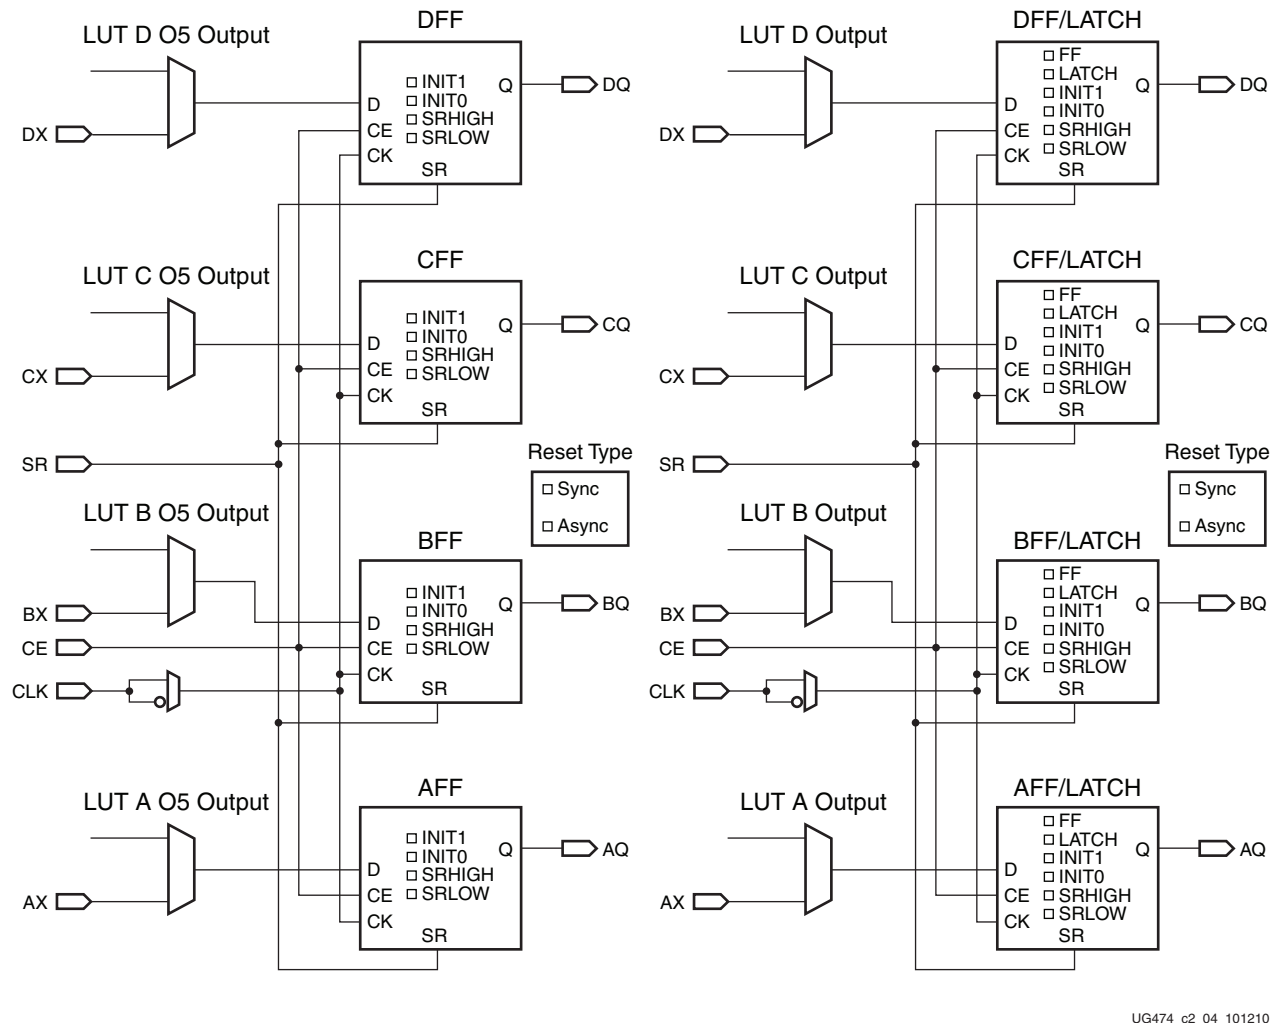 DFF
LUT D O5 Output
INIT1
INIT0
SRHIGH
SRLOW
D
CE
CK
SR
Q
DQ
DX
CFF
LUT C O5 Output
INIT1
INIT0
SRHIGH
SRLOW
D
CE
CK
SR
Q
CQ
CX
SR
Reset Type
Sync
Async
LUT B O5 Output
BFF
INIT1
INIT0
SRHIGH
SRLOW
D
CE
CK
SR
Q
BQ
BX
CE
CLK
AFF
LUT A O5 Output
INIT1
INIT0
SRHIGH
SRLOW
D
CE
CK
SR
Q
AQ
AX
DFF/LATCH
LUT D Output
FF
LATCH
INIT1
INIT0
SRHIGH
SRLOW
D
CE
CK
SR
Q
DQ
DX
CFF/LATCH
LUT C Output
FF
LATCH
INIT1
INIT0
SRHIGH
SRLOW
D
CE
CK
SR
Q
CQ
CX
SR
Reset Type
Sync
Async
LUT B Output
BFF/LATCH
FF
LATCH
INIT1
INIT0
SRHIGH
SRLOW
D
CE
CK
SR
Q
BQ
BX
CE
CLK
AFF/LATCH
LUT A Output
FF
LATCH
INIT1
INIT0
SRHIGH
SRLOW
D
CE
CK
SR
Q
AQ
AX
UG474_c2_04_101210